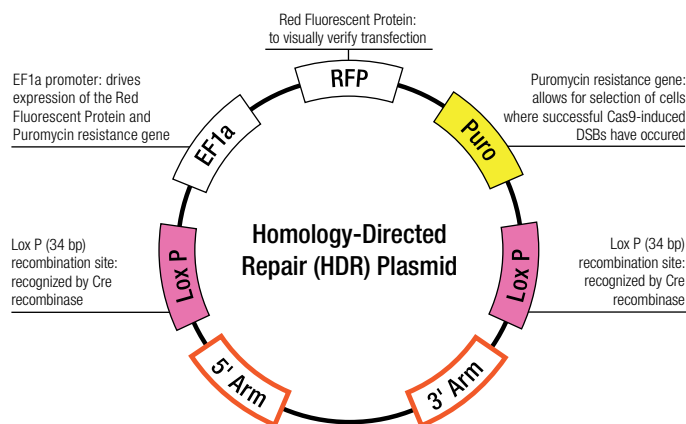 Red Fluorescent Protein:
to visually verify transfection
RFP
EF1a promoter: drives
expression of the Red
Fluorescent Protein and
Puromycin resistance gene
EF1a
Puromycin resistance gene:
allows for selection of cells
where successful Cas9-induced
DSBs have occured
Puro
Homology-Directed
Repair (HDR) Plasmid
Lox P (34 bp)
recombination site:
recognized by Cre
recombinase
Lox P
Lox P
Lox P (34 bp)
recombination site:
recognized by Cre
recombinase
5' Arm
3' Arm